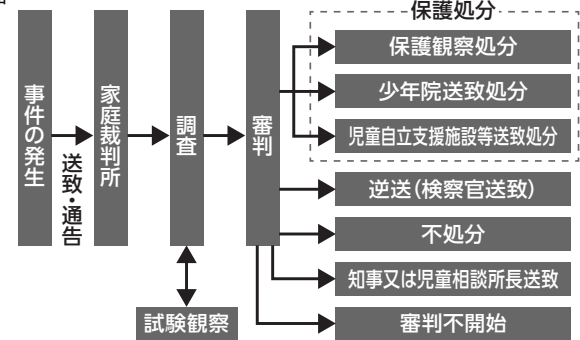 保護処分
事件の発生
送致・通告
家庭裁判所
調査
審判
試験観察
保護観察処分
少年院送致処分
児童自立支援施設等送致処分
逆送（検察官送致）
不処分
知事又は児童相談所長送致
審判不開始